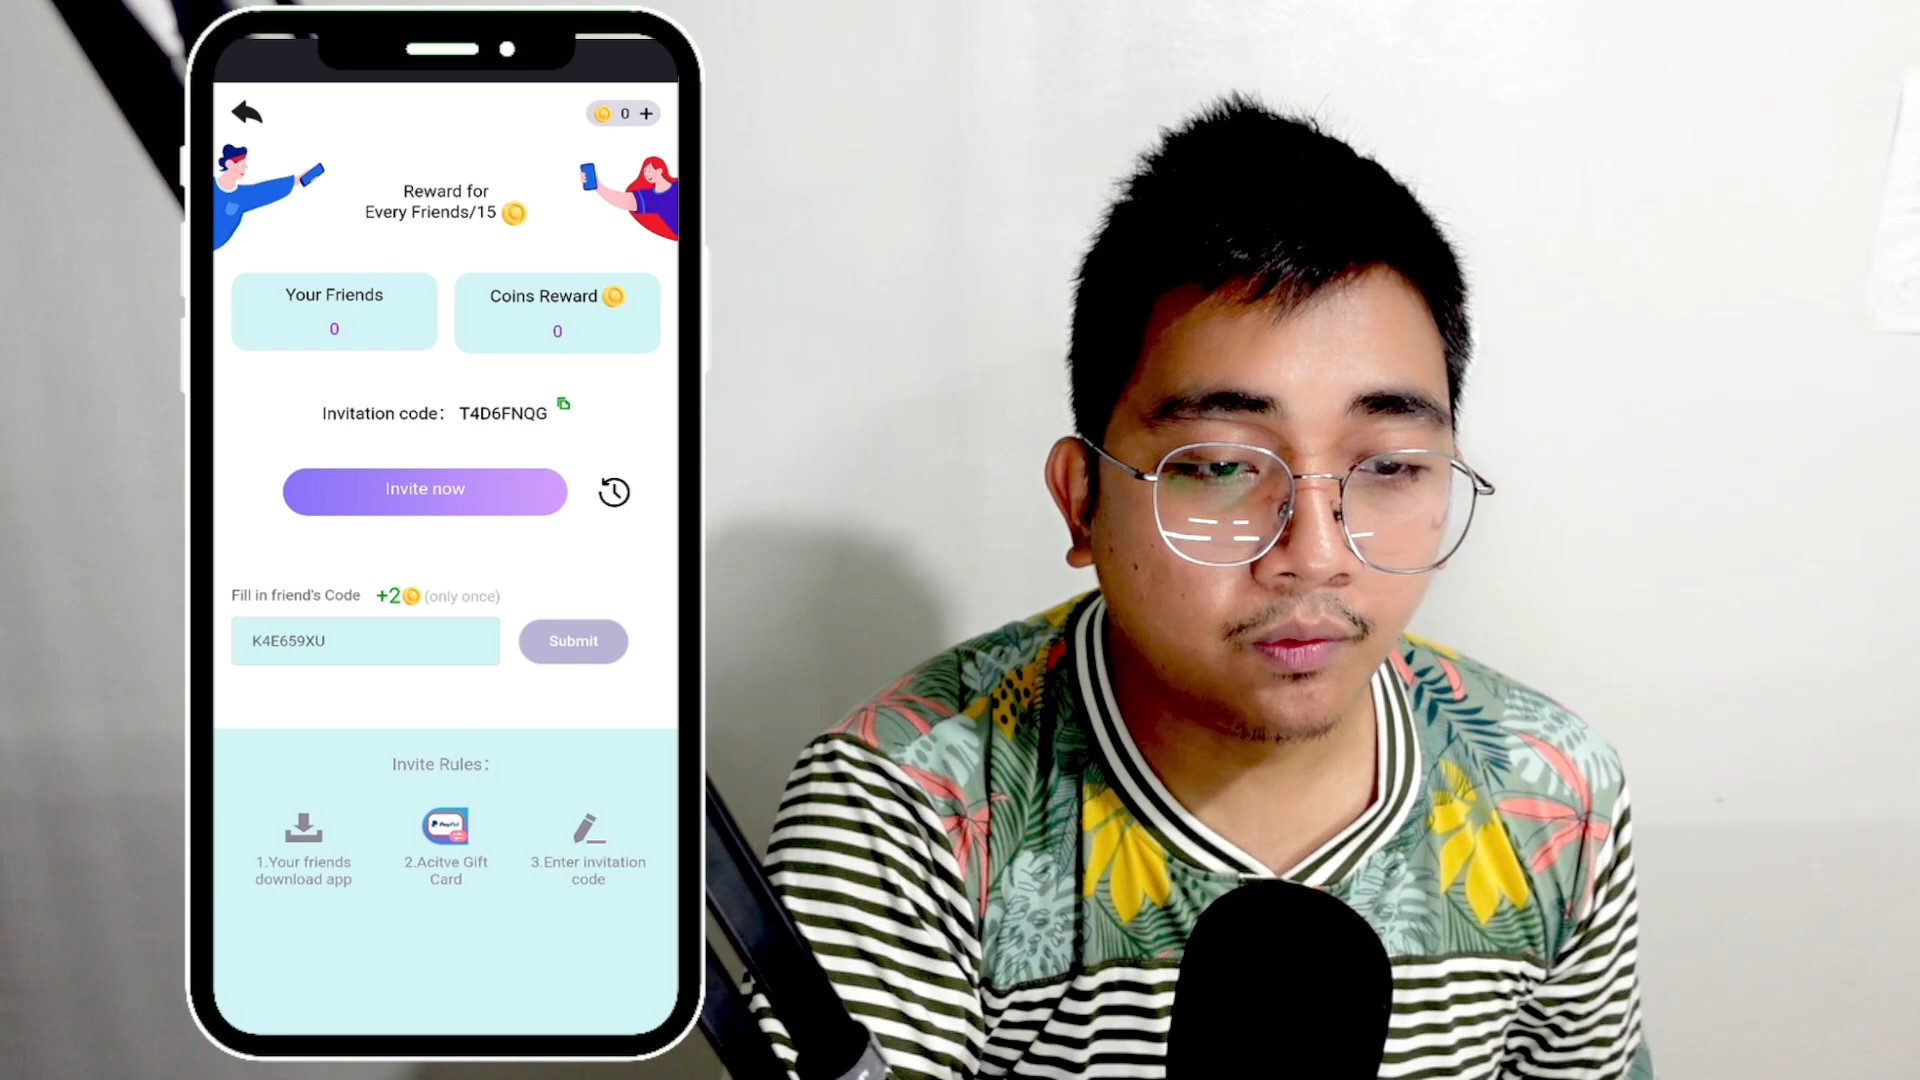 0 +
Reward for
Every Friends/15
Your Friends
0
Coins Reward
0
Invitation code: T4D6FNQG
Invite now
Fill in friend's Code +2 (only once)
K4E659XU
Submit
Invite Rules:
PayPal
1.Your friends
download app
2.Acitve Gift
Card
3.Enter invitation
code